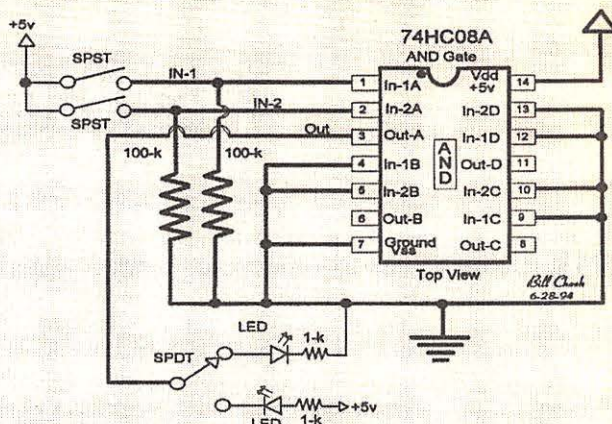 +5v
SPST
SPST
IN-1
IN-2
Out
100-k
100-k
74HC08A
AND Gate
1 In-1A
2 In-2A
3 Out-A
4 In-1B
5 In-2B
6 Out-B
7 Ground
Vss
Vdd 14
+5v
In-2D 13
In-1D 12
Out-D 11
In-2C 10
In-1C 9
Out-C 8
AND
Top View
Bill Cheek
6-28-94
LED
1-k
SPDT
LED
1-k
+5v